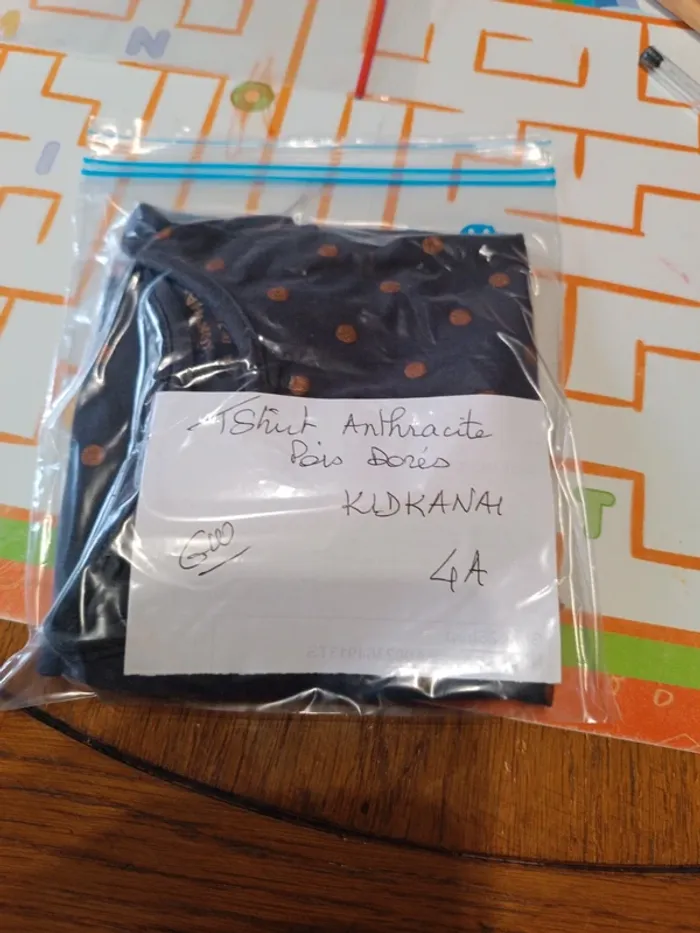 N
I
TShirt Anthracite
Pois Dorés
KIDKANAI
4A
T